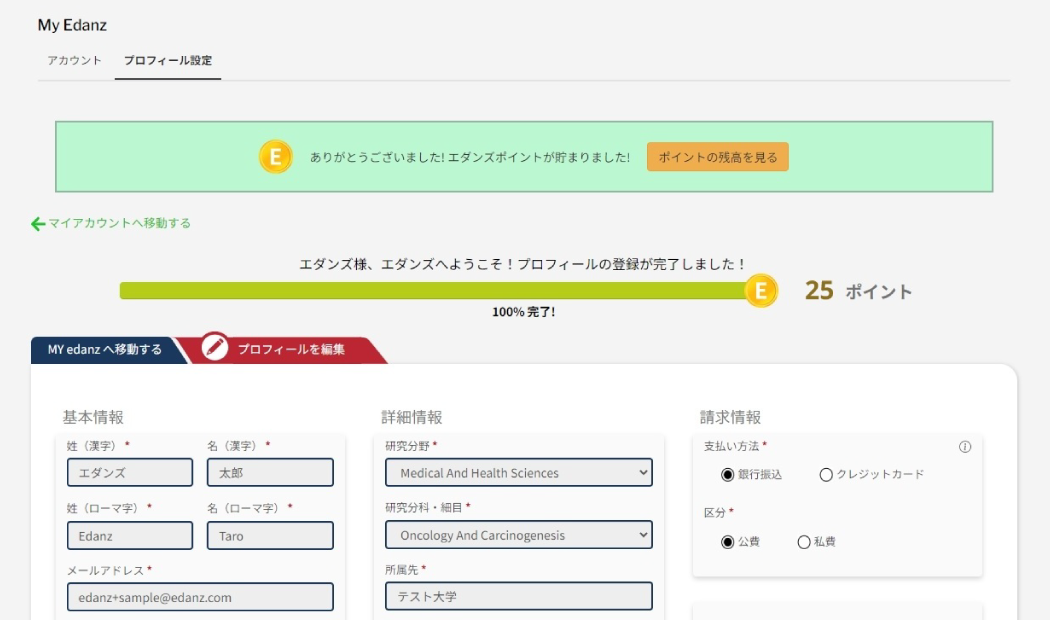 My Edanz
アカウント プロフィール設定
E ありがとうございました! エダンズポイントが貯まりました! ポイントの残高を見る
マイアカウントへ移動する
エダンズ様、エダンズへようこそ！プロフィールの登録が完了しました！
E 25 ポイント
100% 完了!
MY edanz へ移動する プロフィールを編集
基本情報
姓（漢字） * 名（漢字） *
エダンズ 太郎
姓（ローマ字） * 名（ローマ字） *
Edanz Taro
メールアドレス *
edanz+sample@edanz.com
詳細情報
研究分野 *
Medical And Health Sciences
研究分科・細目 *
Oncology And Carcinogenesis
所属先 *
テスト大学
請求情報
支払い方法 *
銀行振込 クレジットカード
区分 *
公費 私費